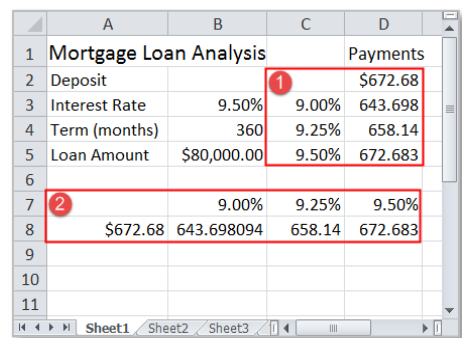 A B C D
1 Mortgage Loan Analysis Payments
2 Deposit 1 $672.68
3 Interest Rate 9.50% 9.00% 643.698
4 Term (months) 360 9.25% 658.14
5 Loan Amount $80,000.00 9.50% 672.683
6
7 2 9.00% 9.25% 9.50%
8 $672.68 643.698094 658.14 672.683
9
10
11
Sheet1 Sheet2 Sheet3